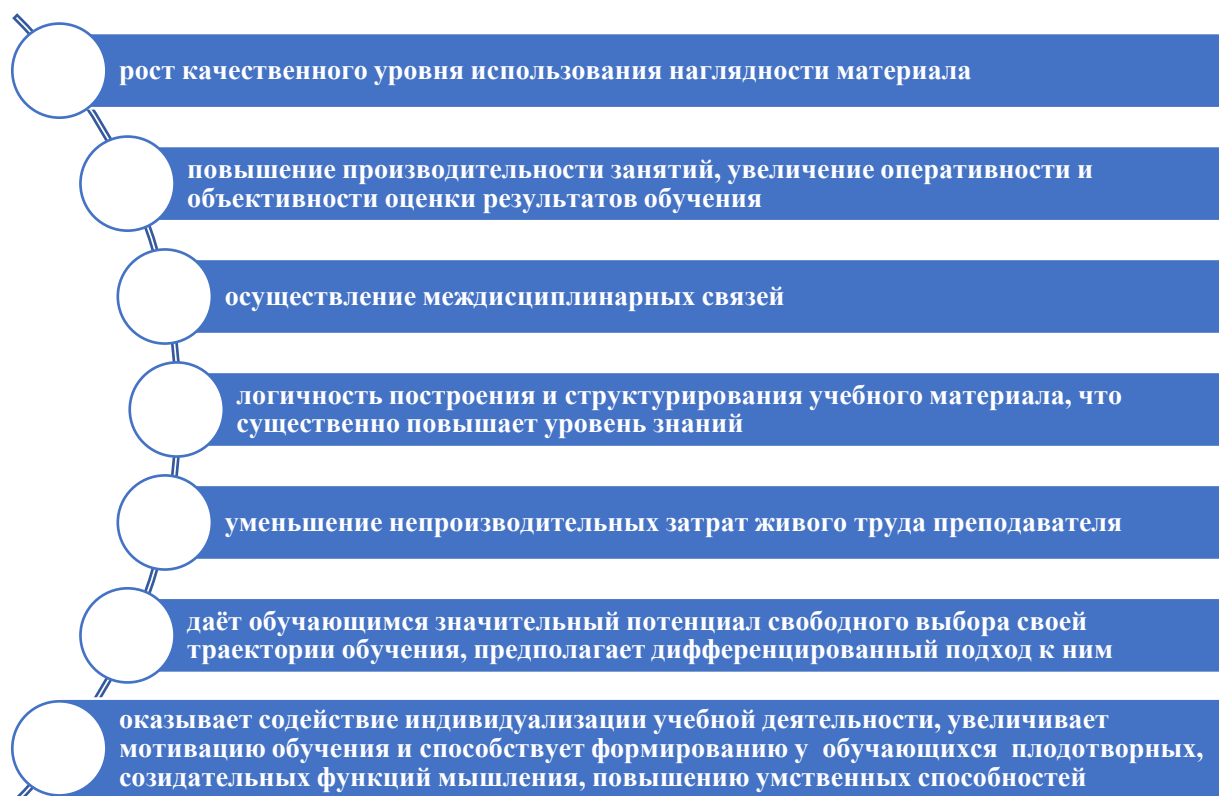 рост качественного уровня использования наглядности материала
повышение производительности занятий, увеличение оперативности и
объективности оценки результатов обучения
осуществление междисциплинарных связей
логичность построения и структурирования учебного материала, что
существенно повышает уровень знаний
уменьшение непроизводительных затрат живого труда преподавателя
даёт обучающимся значительный потенциал свободного выбора своей
траектории обучения, предполагает дифференцированный подход к ним
оказывает содействие индивидуализации учебной деятельности, увеличивает
мотивацию обучения и способствует формированию у обучающихся плодотворных,
созидательных функций мышления, повышению умственных способностей